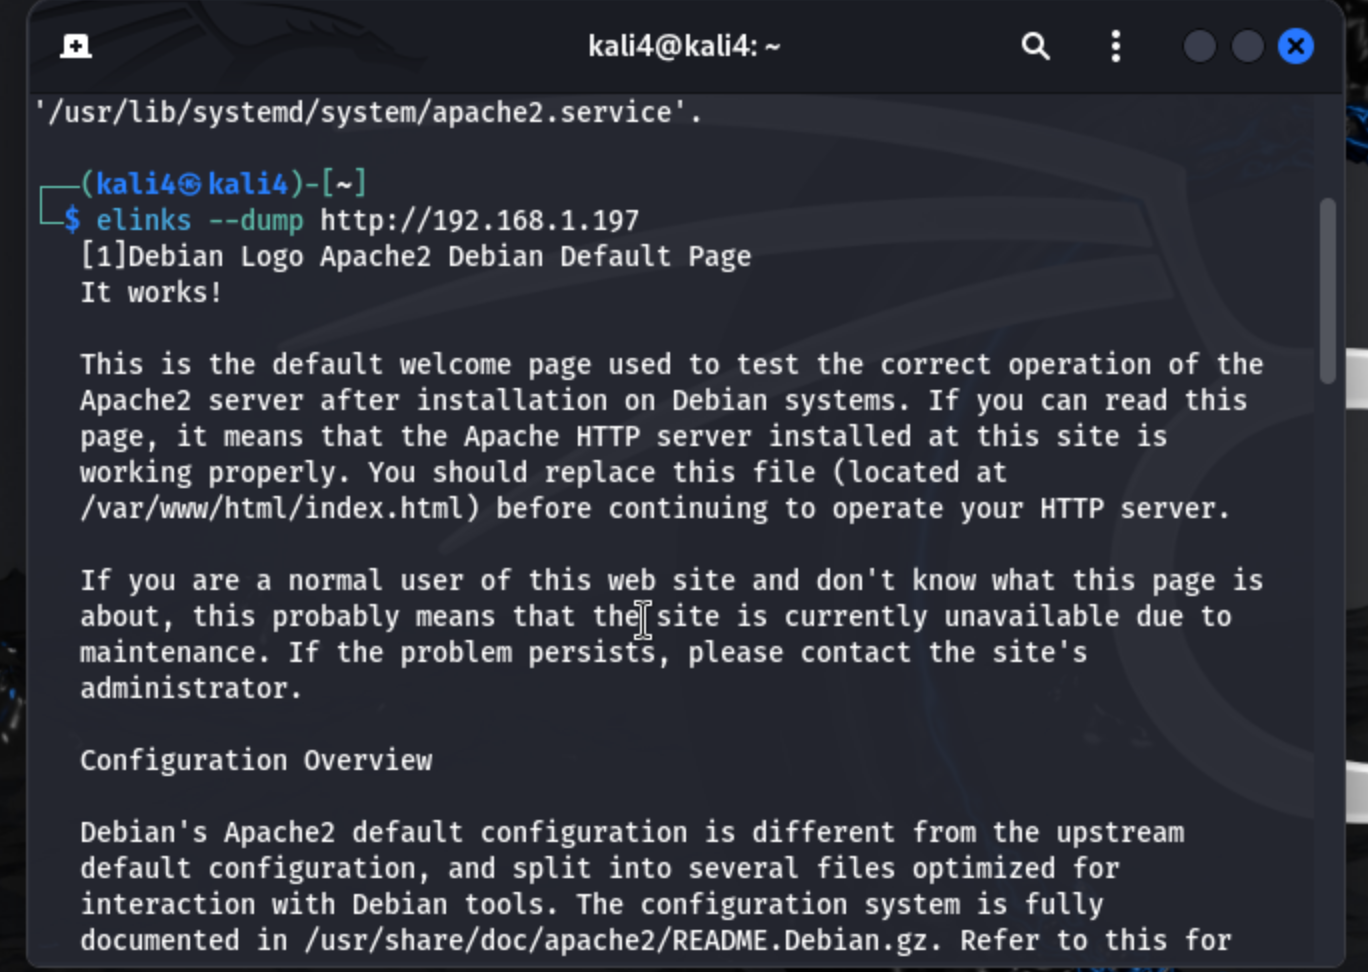 kali4@kali4: ~
'/usr/lib/systemd/system/apache2.service'.
┌──(kali4㉿kali4)-[~]
└─$ elinks --dump http://192.168.1.197
[1]Debian Logo Apache2 Debian Default Page
It works!
This is the default welcome page used to test the correct operation of the
Apache2 server after installation on Debian systems. If you can read this
page, it means that the Apache HTTP server installed at this site is
working properly. You should replace this file (located at
/var/www/html/index.html) before continuing to operate your HTTP server.
If you are a normal user of this web site and don't know what this page is
about, this probably means that the site is currently unavailable due to
maintenance. If the problem persists, please contact the site's
administrator.
Configuration Overview
Debian's Apache2 default configuration is different from the upstream
default configuration, and split into several files optimized for
interaction with Debian tools. The configuration system is fully
documented in /usr/share/doc/apache2/README.Debian.gz. Refer to this for